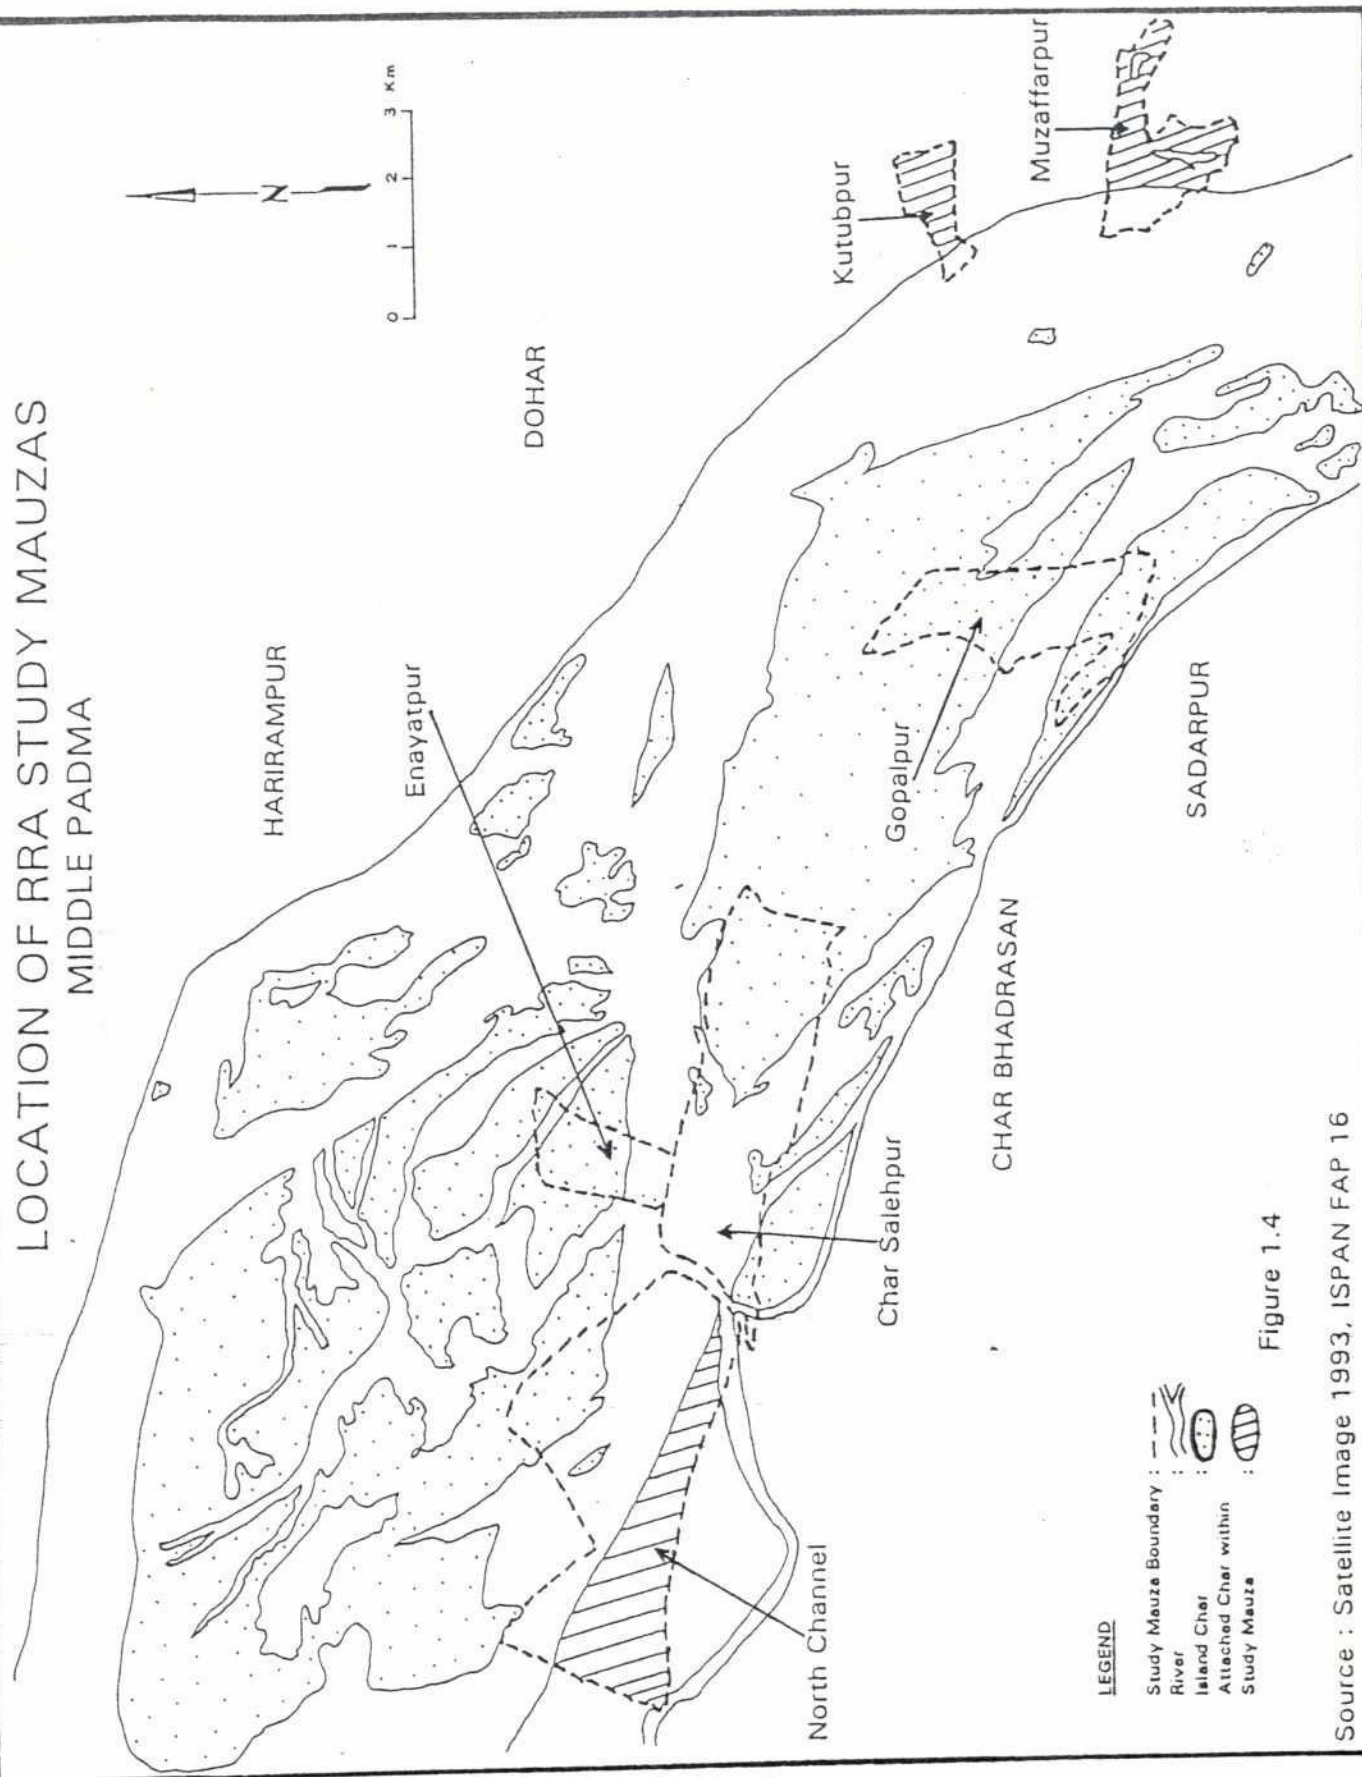 LOCATION OF RRA STUDY MAUZAS
MIDDLE PADMA
N
0 1 2 3 Km
HARIRAMPUR
DOHAR
Enayatpur
Kutubpur
Muzaffarpur
Gopalpur
SADARPUR
CHAR BHADRASAN
Char Salehpur
North Channel
LEGEND
Study Mauza Boundary :
River :
Island Char :
Attached Char within
Study Mauza :
Figure 1.4
Source : Satellite Image 1993, ISPAN FAP 16